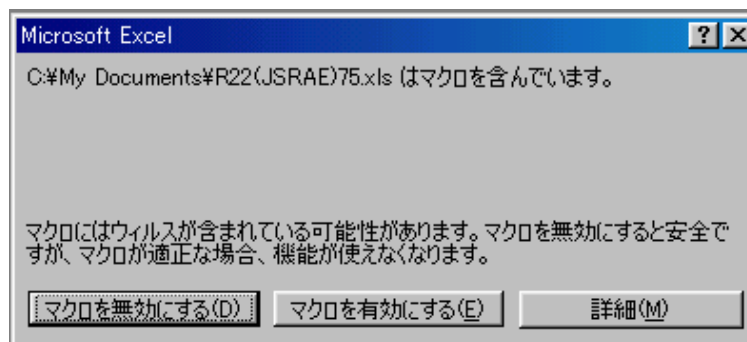 Microsoft Excel
C:¥My Documents¥R22(JSRAE)75.xls はマクロを含んでいます。
マクロにはウィルスが含まれている可能性があります。マクロを無効にすると安全で
すが、マクロが適正な場合、機能が使えなくなります。
マクロを無効にする(D) マクロを有効にする(E) 詳細(M)